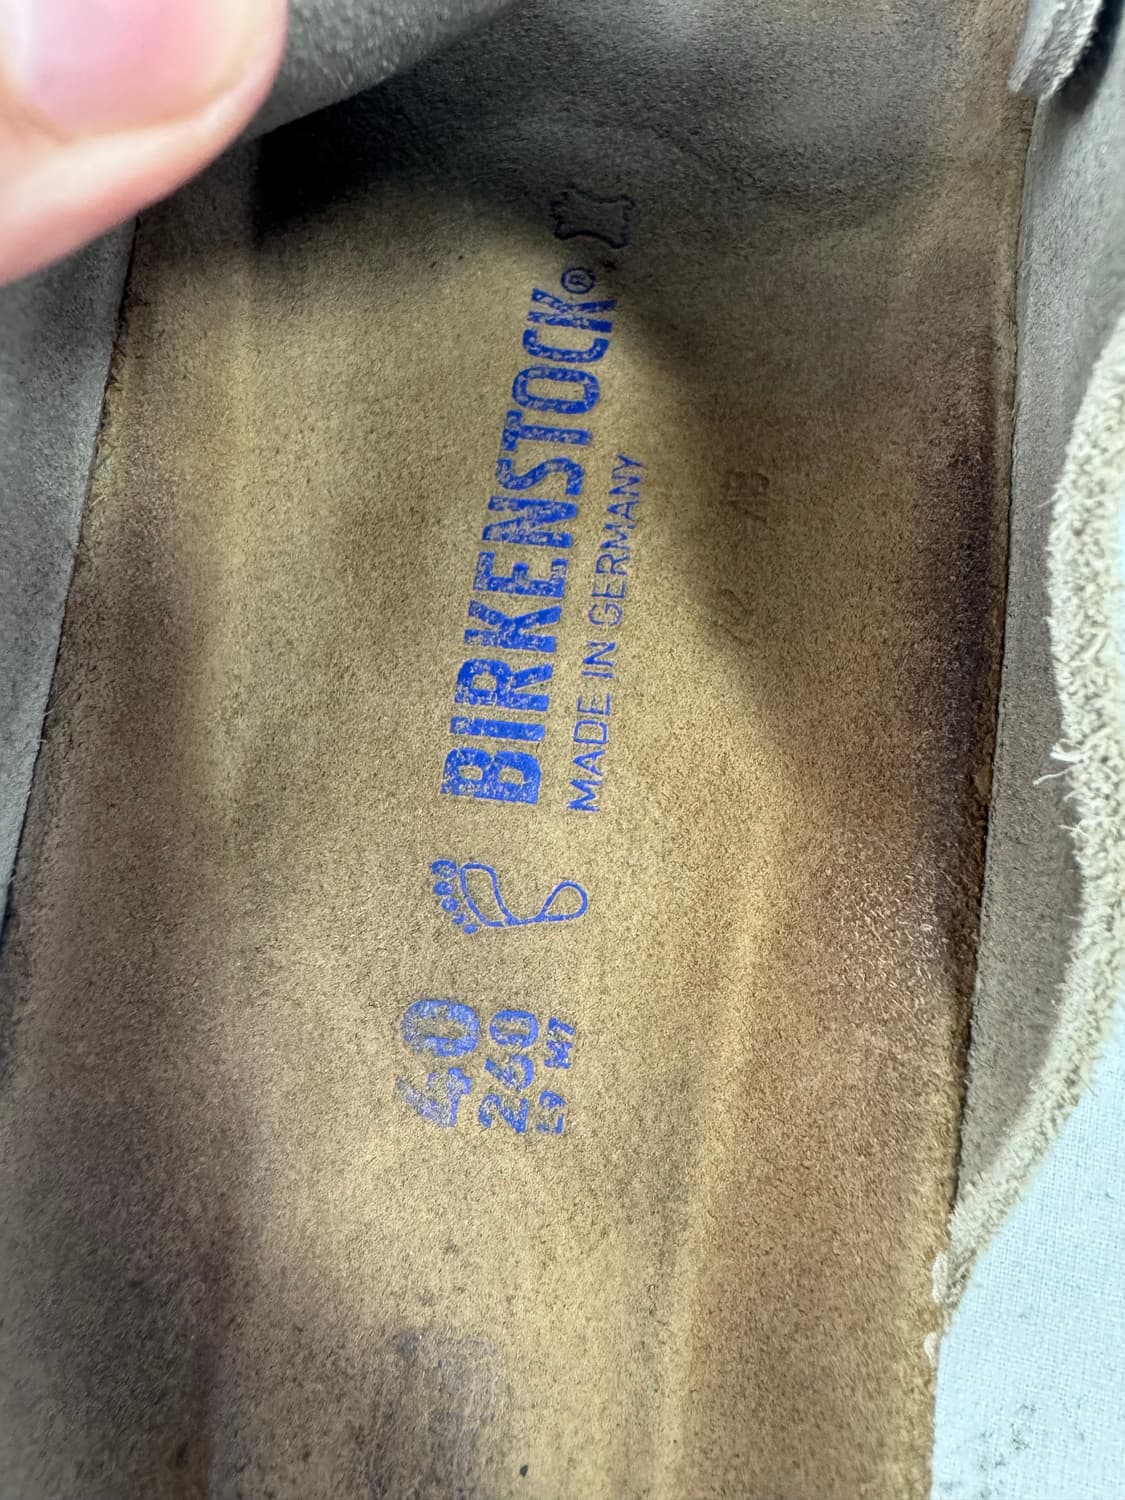 BIRKENSTOCK®
MADE IN GERMANY
40
260
L9 M7